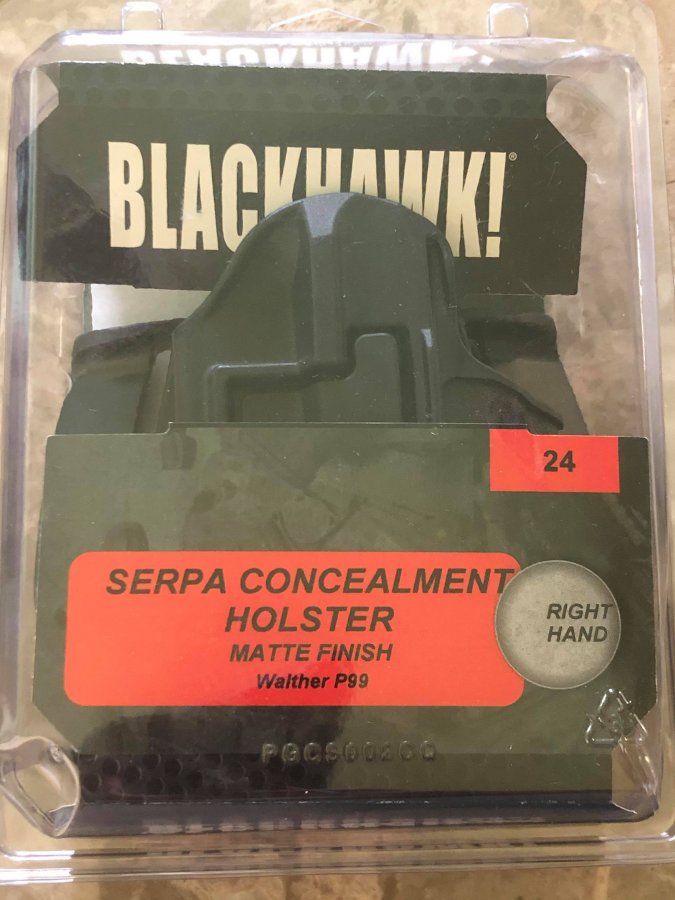 BLACKHAWK!®
24
SERPA CONCEALMENT
HOLSTER
MATTE FINISH
Walther P99
RIGHT
HAND